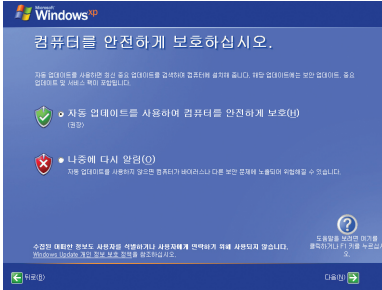 Microsoft
Windows xp
컴퓨터를 안전하게 보호하십시오.
자동 업데이트를 사용하면 최신 중요 업데이트를 검색하여 컴퓨터에 설치해 줍니다. 해당 업데이트에는 보안 업데이트, 중요
업데이트 및 서비스 팩이 포함됩니다.
자동 업데이트를 사용하여 컴퓨터를 안전하게 보호(H)
(권장)
나중에 다시 알림(O)
자동 업데이트를 사용하지 않으면 컴퓨터가 바이러스나 다른 보안 문제에 노출되어 위험해질 수 있습니다.
수집된 어떠한 정보도 사용자를 식별하거나 사용자에게 연락하기 위해 사용되지 않습니다.
Windows Update 개인 정보 보호 정책을 참조하십시오.
도움말을 보려면 여기를
클릭하거나 F1 키를 누르십시
오.
뒤로(B)
다음(N)